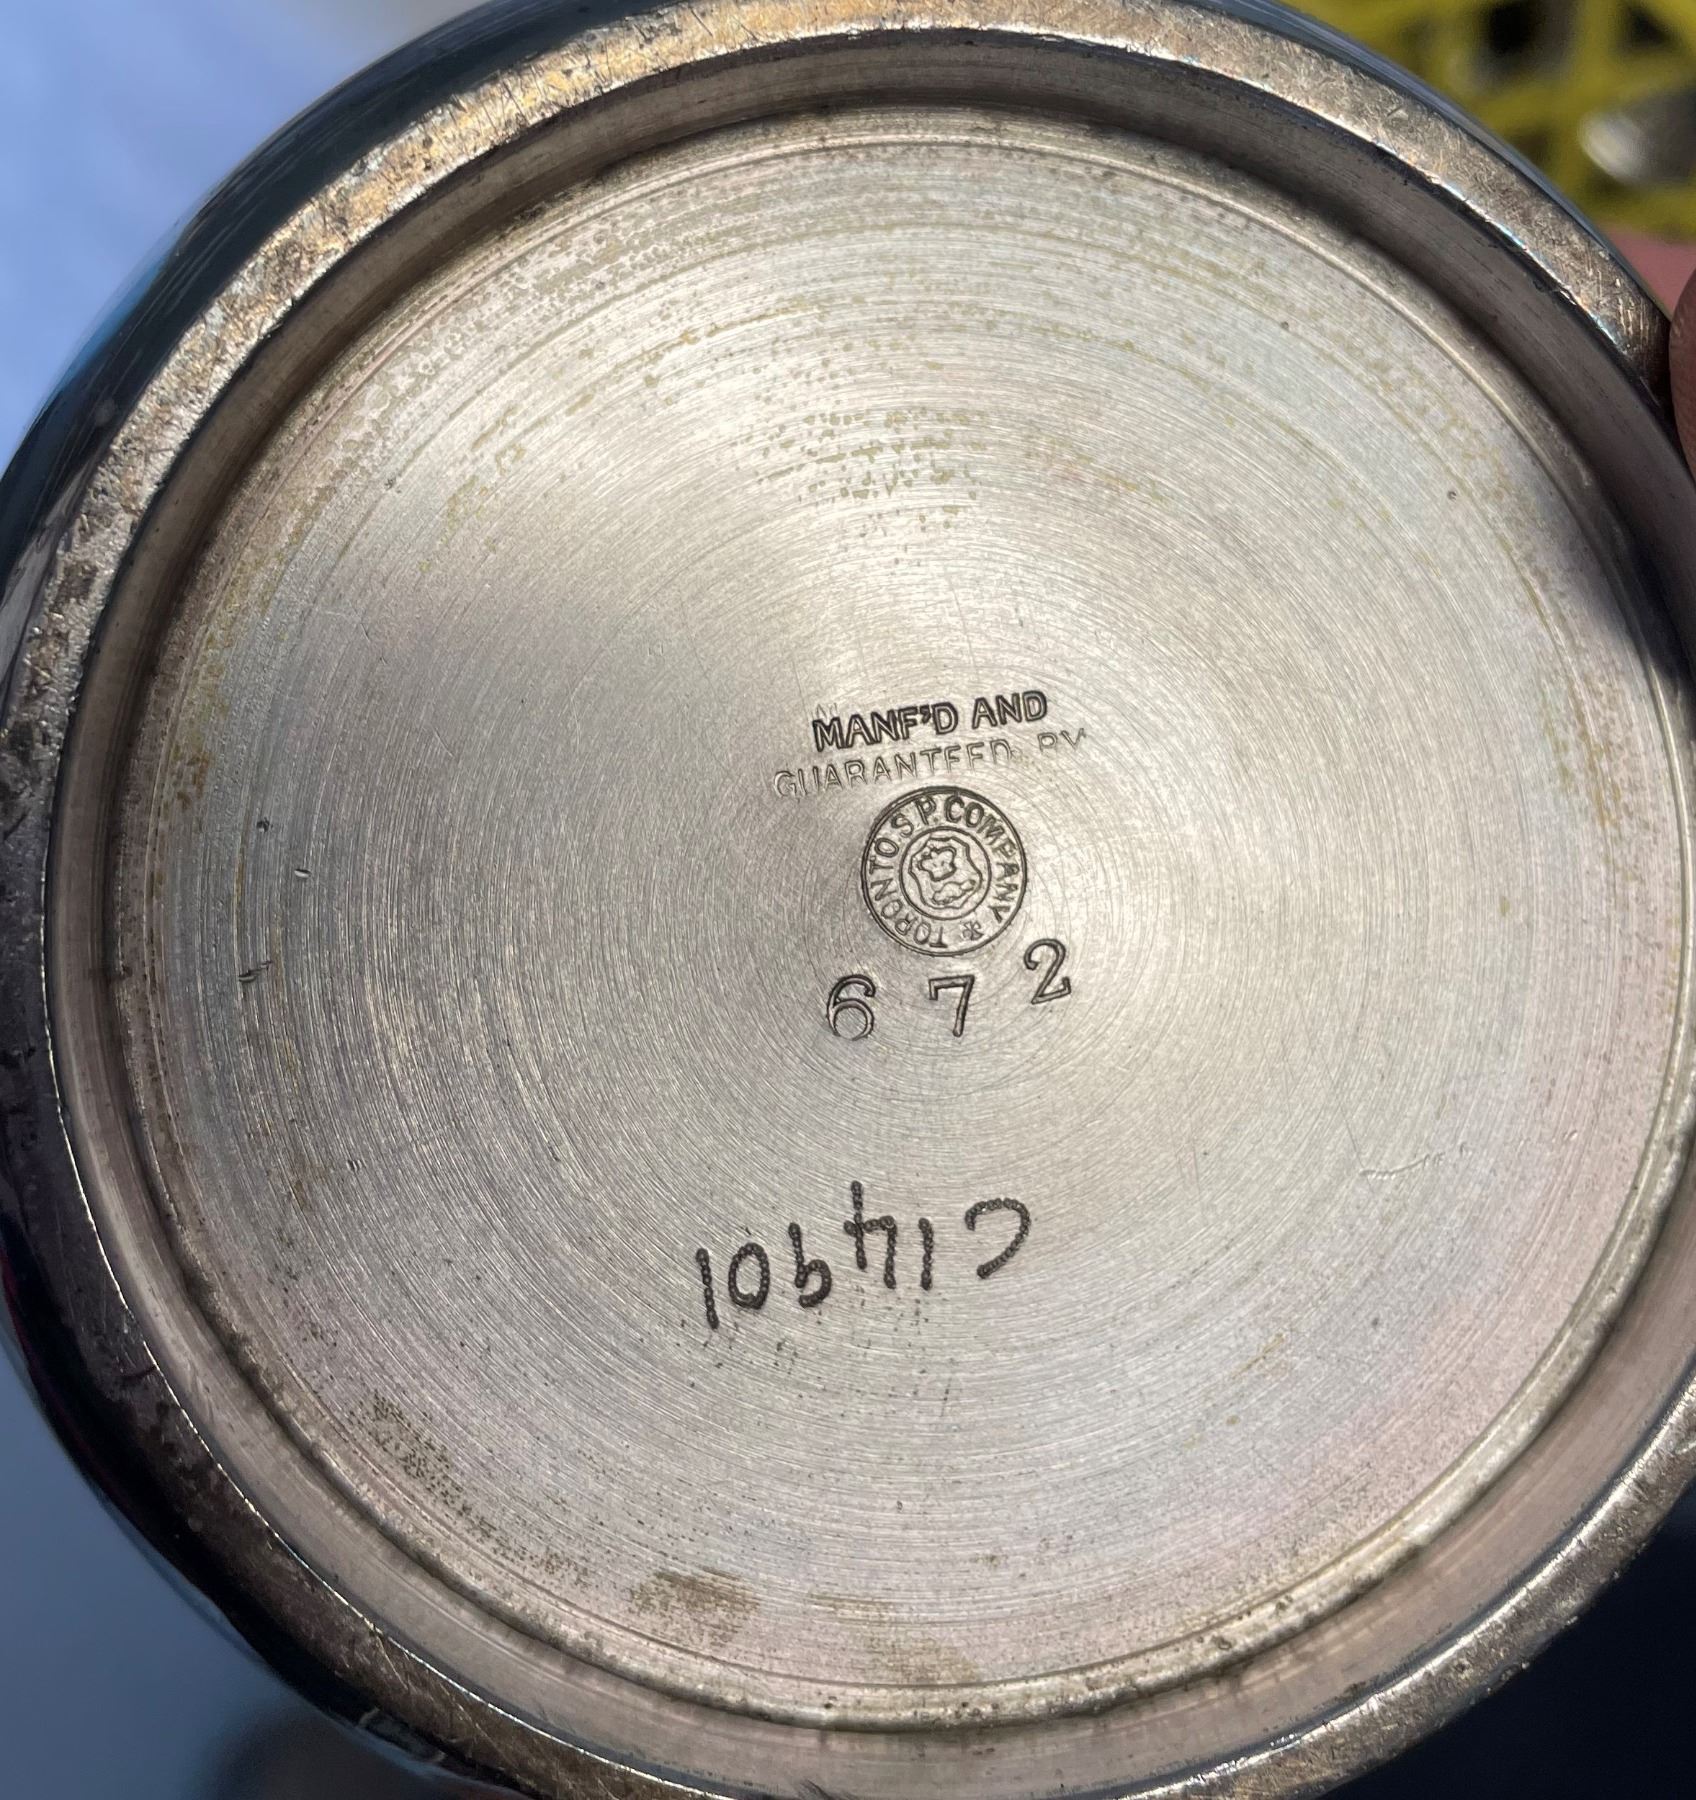 MANF'D AND
GUARANTEED BY
TORONTO S.P. COMPANY
672
C14901